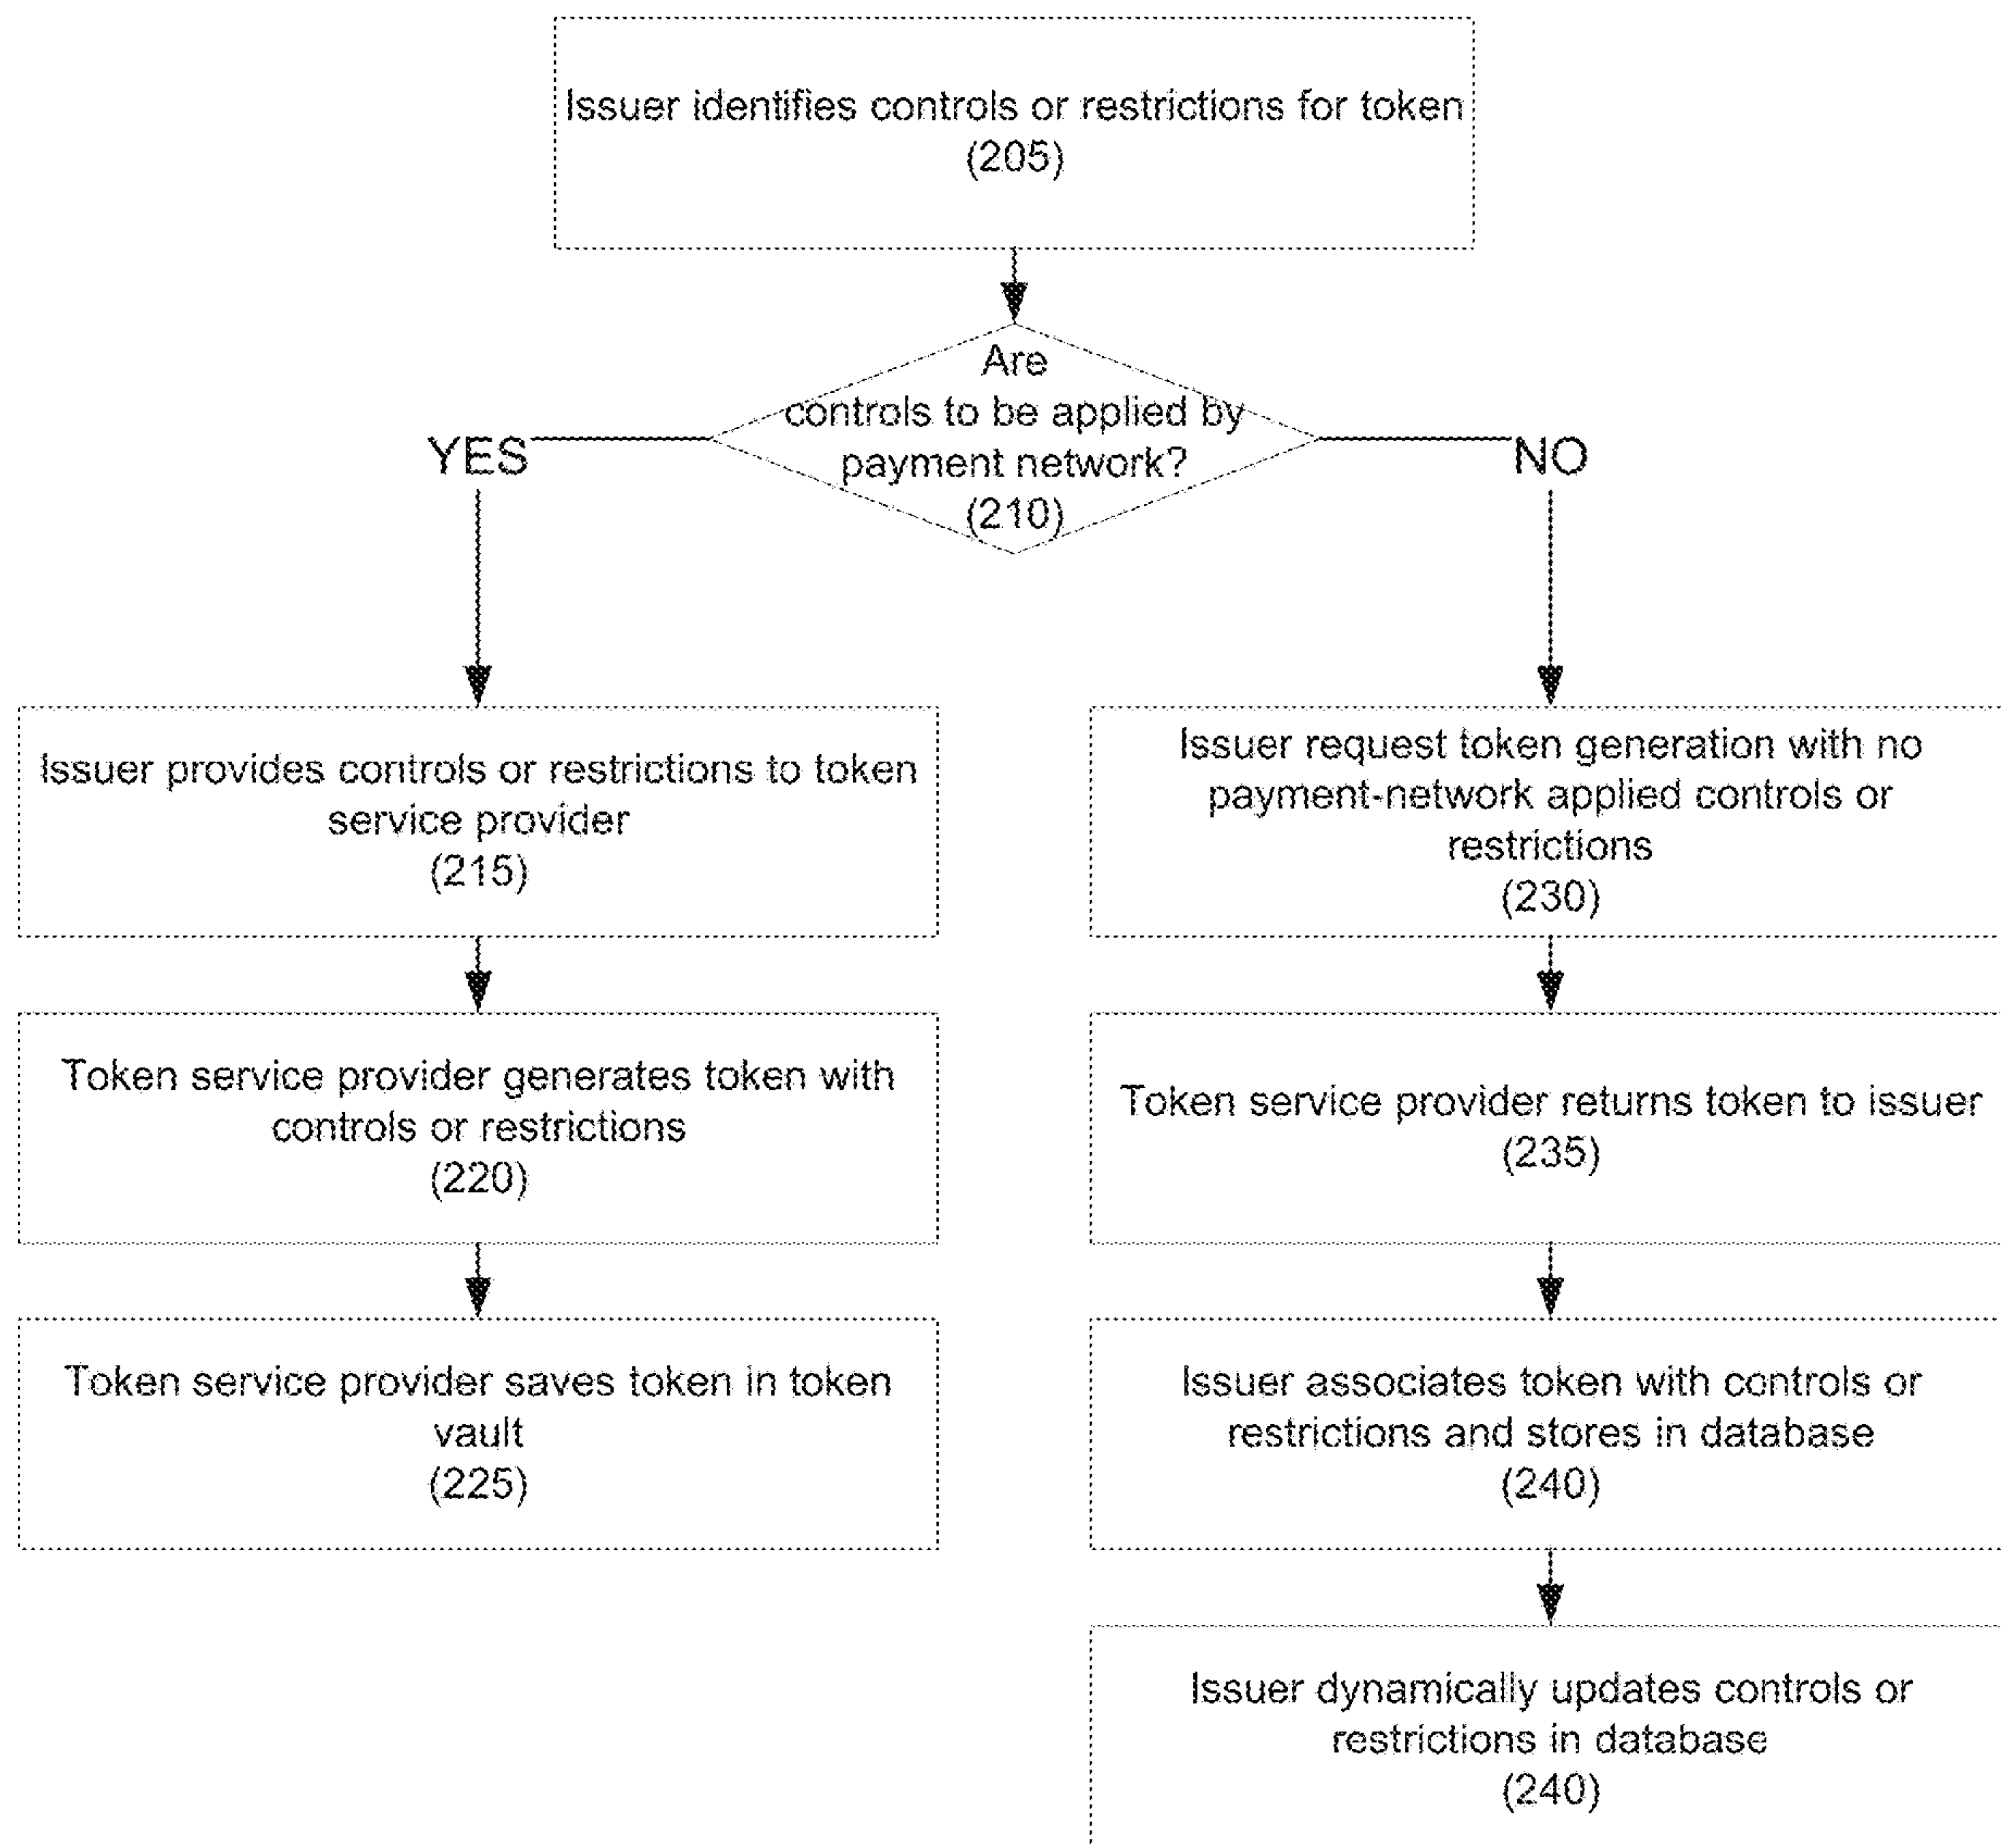 Issuer identifies controls or restrictions for token
(205)
Are
controls to be applied by
payment network?
(210)
YES
NO
Issuer provides controls or restrictions to token
service provider
(215)
Issuer request token generation with no
payment-network applied controls or
restrictions
(230)
Token service provider generates token with
controls or restrictions
(220)
Token service provider returns token to issuer
(235)
Token service provider saves token in token
vault
(225)
Issuer associates token with controls or
restrictions and stores in database
(240)
Issuer dynamically updates controls or
restrictions in database
(240)